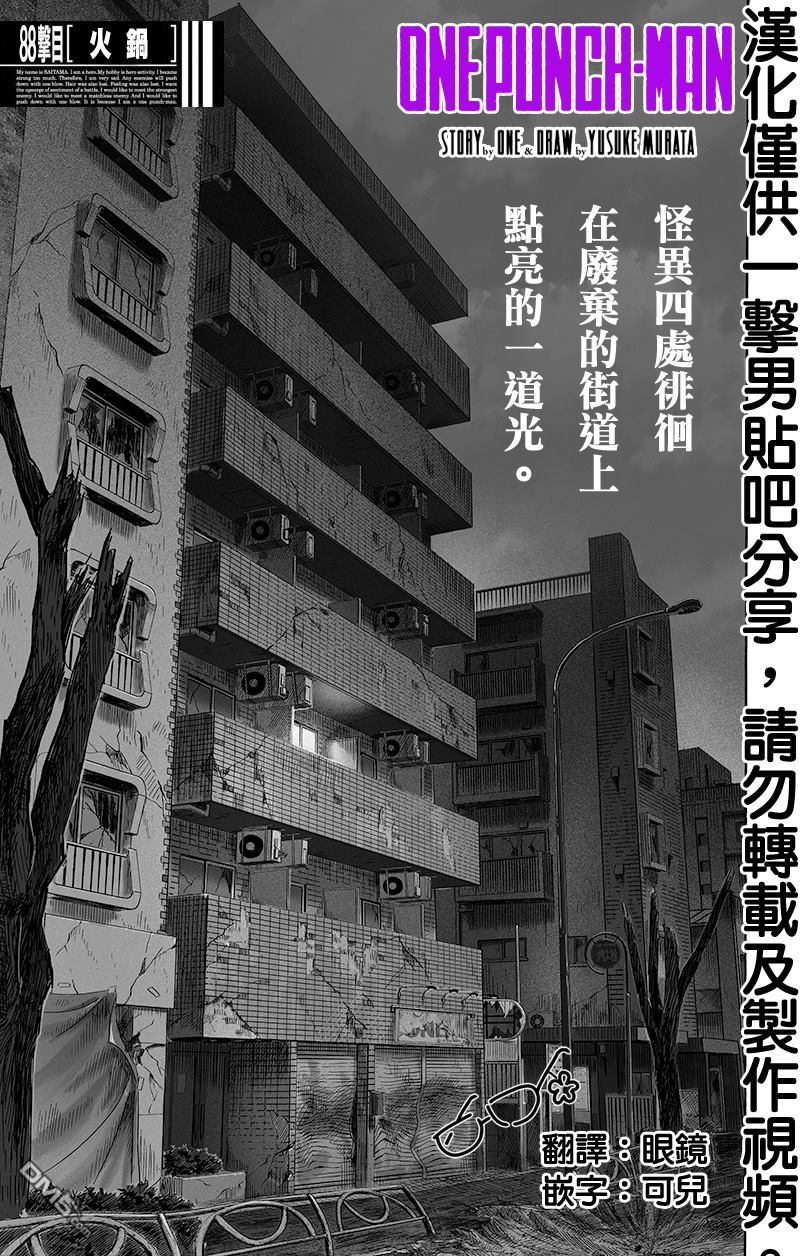 88撃目[火鍋]
My name is SAITAMA. I am a hero. My hobby is hero activity. I became
strong too much. Therefore, I am very sad. Any enemies will push
down with one blow. Hair was also lost. Feeling was also lost. I want
the upsurge of sentiment of a battle. I would like to meet the strongest
enemy. I would like to meet a matchless enemy. And I would like to
push down with one blow. It is because I am a one punch-man.
ONEPUNCH-MAN
STORY by ONE & DRAW by YUSUKE MURATA
怪異四處徘徊
在廢棄的街道上
點亮的一道光。
漢化僅供一擊男貼吧分享，請勿轉載及製作視頻。
翻譯：眼鏡
嵌字：可兒